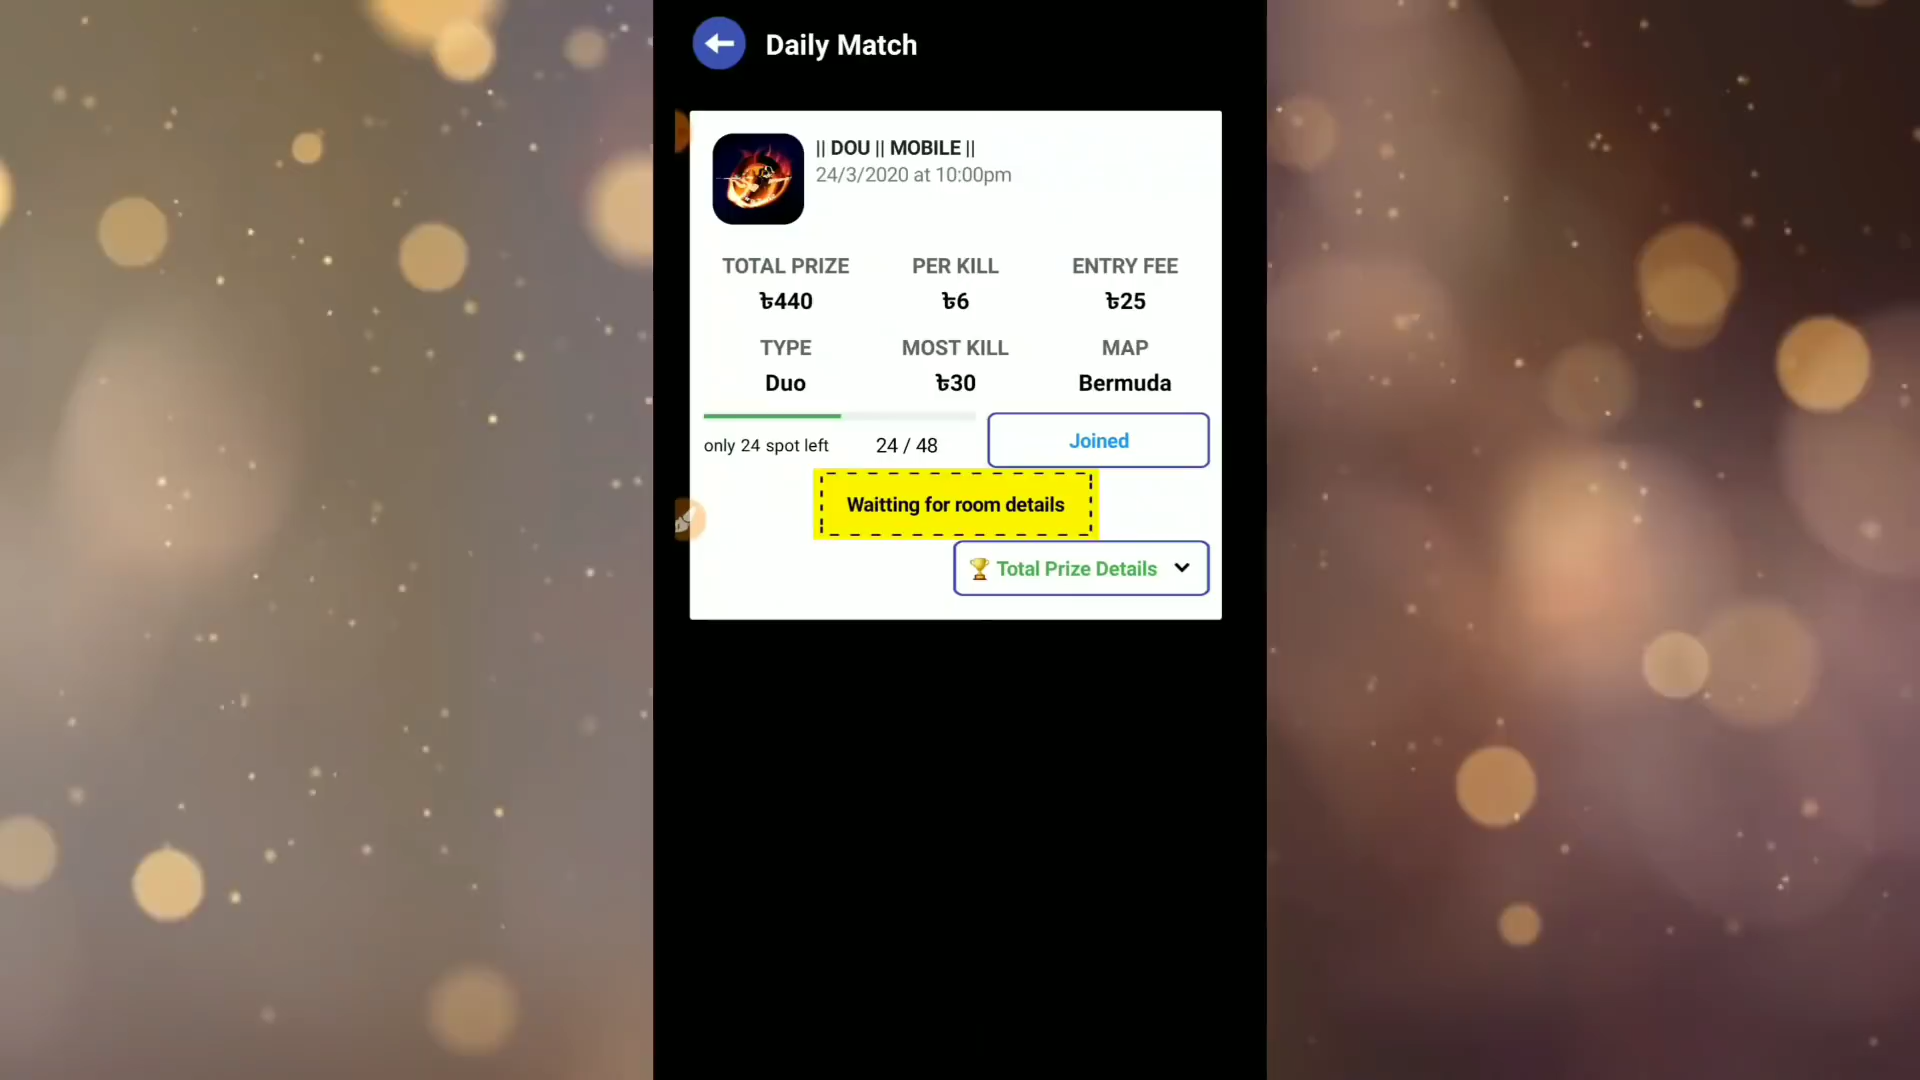 Daily Match
|| DOU || MOBILE ||
24/3/2020 at 10:00pm
TOTAL PRIZE PER KILL ENTRY FEE
৳440 ৳6 ৳25
TYPE MOST KILL MAP
Duo ৳30 Bermuda
only 24 spot left 24 / 48 Joined
Waitting for room details
🏆 Total Prize Details